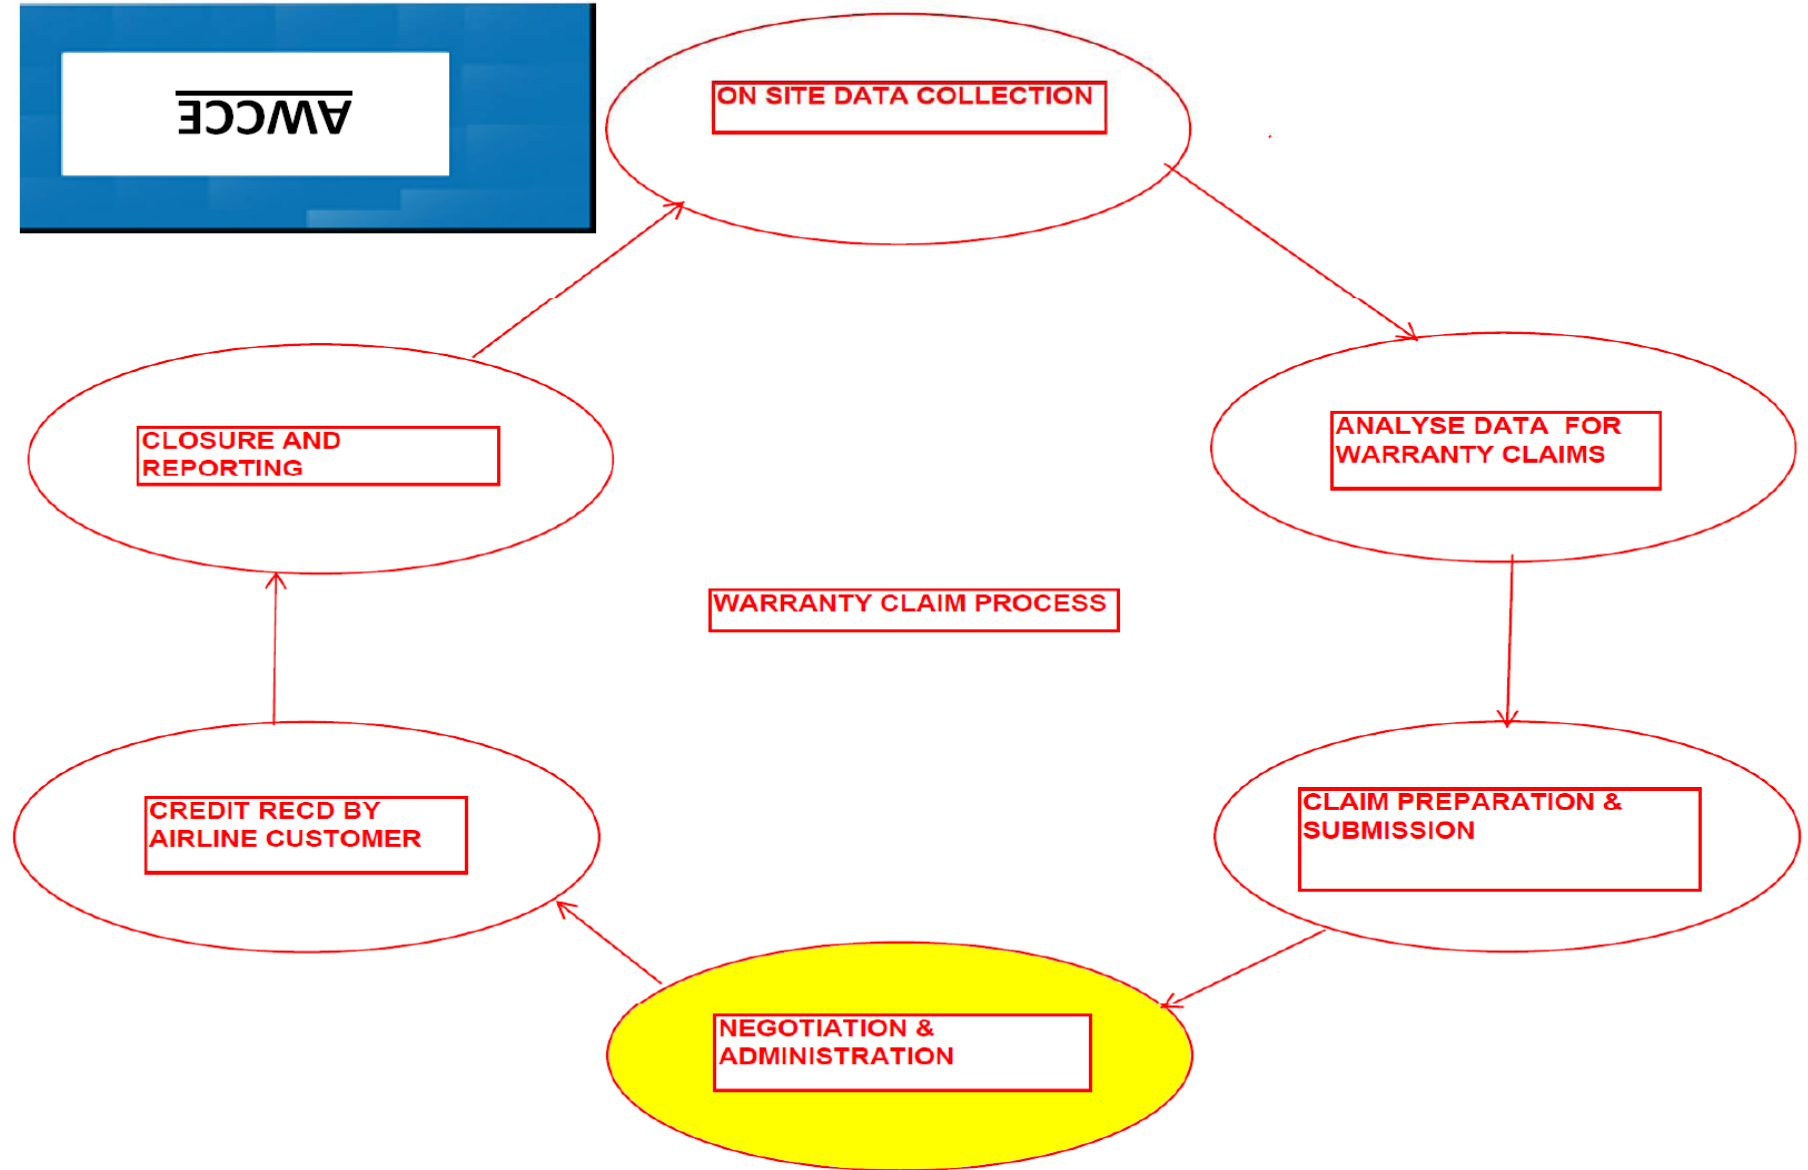 AWCCE
ON SITE DATA COLLECTION
ANALYSE DATA  FOR
WARRANTY CLAIMS
CLAIM PREPARATION &
SUBMISSION
NEGOTIATION &
ADMINISTRATION
CREDIT RECD BY
AIRLINE CUSTOMER
CLOSURE AND
REPORTING
WARRANTY CLAIM PROCESS